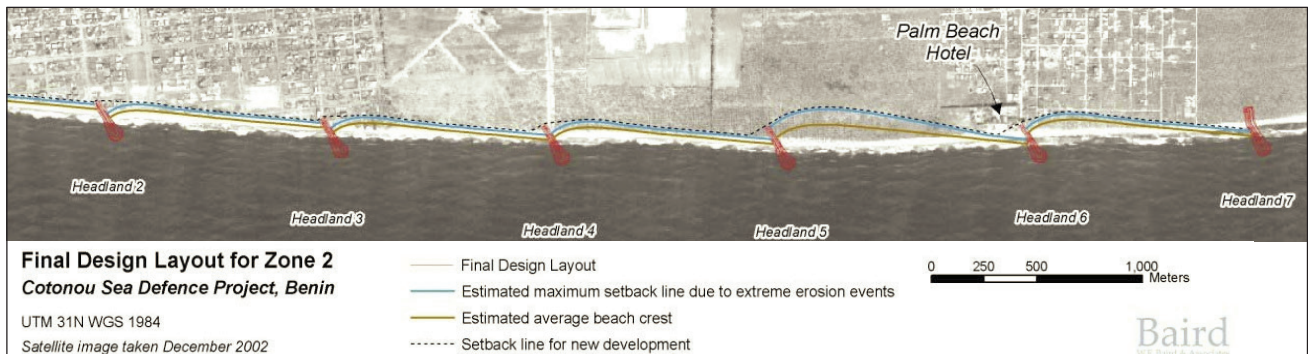 Palm Beach
Hotel
Headland 2
Headland 3
Headland 4
Headland 5
Headland 6
Headland 7
Final Design Layout for Zone 2
Cotonou Sea Defence Project, Benin
UTM 31N WGS 1984
Satellite image taken December 2002
Final Design Layout
Estimated maximum setback line due to extreme erosion events
Estimated average beach crest
Setback line for new development
0 250 500 1,000
Meters
Baird